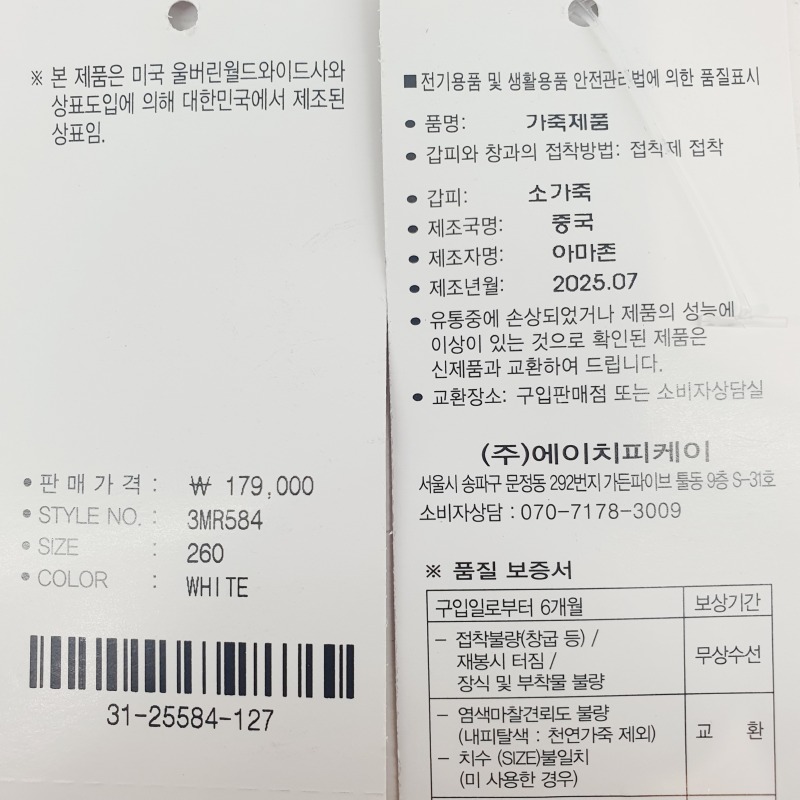 ※ 본 제품은 미국 울버린월드와이드사와
상표도입에 의해 대한민국에서 제조된
상표임.
• 판매가격 : ₩ 179,000
• STYLE NO. : 3MR584
• SIZE : 260
• COLOR : WHITE
31-25584-127
■ 전기용품 및 생활용품 안전관리법에 의한 품질표시
• 품명: 가죽제품
• 갑피와 창과의 접착방법: 접착제 접착
• 갑피: 소가죽
• 제조국명: 중국
• 제조자명: 아마존
• 제조년월: 2025.07
• 유통중에 손상되었거나 제품의 성능에
이상이 있는 것으로 확인된 제품은
신제품과 교환하여 드립니다.
• 교환장소: 구입판매점 또는 소비자상담실
(주)에이치피케이
서울시 송파구 문정동 292번지 가든파이브 툴동 9층 S-31호
소비자상담 : 070-7178-3009
※ 품질 보증서
구입일로부터 6개월 보상기간
- 접착불량(창굽 등) /
재봉시 터짐 /
장식 및 부착물 불량
무상수선
- 염색마찰견뢰도 불량
(내피탈색 : 천연가죽 제외)
- 치수 (SIZE)불일치
(미 사용한 경우)
교 환